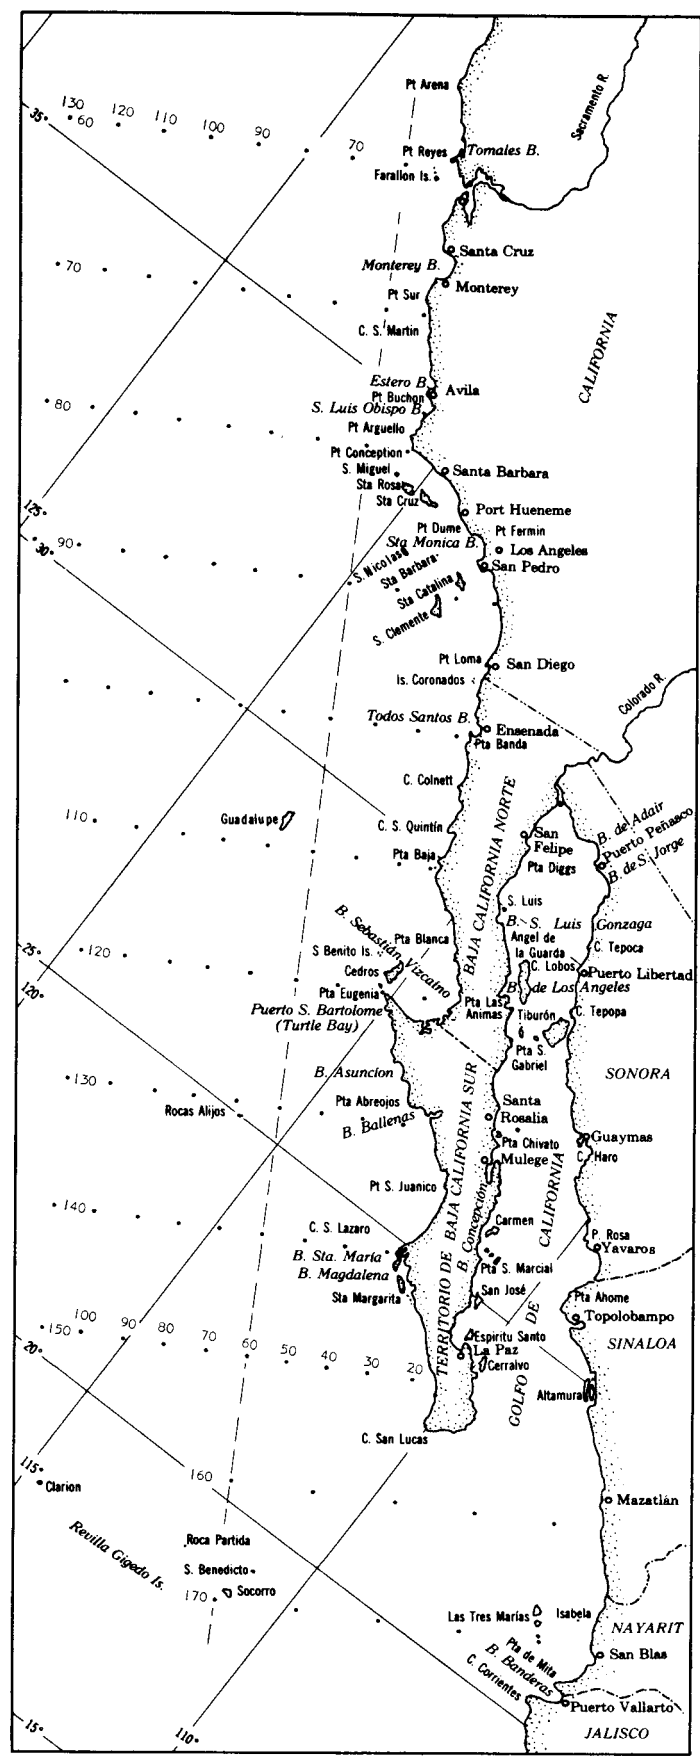 Pt Arena
Sacramento R.
130
60
120
110
100
90
70
35°
Pt Reyes
Tomales B.
Farallon Is.
Santa Cruz
70
Monterey B.
Monterey
Pt Sur
C. S. Martin
CALIFORNIA
Estero B.
Avila
Pt Buchon
80
S. Luis Obispo B.
Pt Arguello
Pt Conception
S. Miguel
Santa Barbara
Sta Rosa
Sta Cruz
125°
Port Hueneme
Pt Dume
Pt Fermin
30°
90
Sta Monica B.
Los Angeles
S. Nicolas
Sta Barbara
San Pedro
Sta Catalina
S. Clemente
Pt Loma
San Diego
Is. Coronados
Colorado R.
Todos Santos B.
Ensenada
Pta Banda
C. Colnett
BAJA CALIFORNIA NORTE
110
Guadalupe
C. S. Quintín
San
Felipe
B. de Adair
Puerto Peñasco
B. de S. Jorge
Pta Baja
Pta Diggs
S. Luis
B. S. Luis Gonzaga
B. Sebastián Vizcaíno
Pta Blanca
Angel de
la Guarda
C. Tepoca
25°
120
S Benito Is.
C. Lobos
Cedros
Puerto Libertad
120°
Pta Eugenia
B. de Los Angeles
Puerto S. Bartolome
(Turtle Bay)
Pta Las
Animas
Tiburón
C. Tepopa
Pta S.
Gabriel
B. Asuncion
SONORA
130
Rocas Alijos
Pta Abreojos
B. Ballenas
Santa
Rosalia
Guaymas
Pta Chivato
Mulege
C. Haro
TERRITORIO DE BAJA CALIFORNIA SUR
B. Concepción
GOLFO DE CALIFORNIA
Pt S. Juanico
140
C. S. Lazaro
Carmen
P. Rosa
Yavaros
B. Sta. María
Pta S. Marcial
B. Magdalena
Sta Margarita
San José
Pta Ahome
Topolobampo
20°
150
100
90
80
70
60
50
40
30
20
Espiritu Santo
La Paz
Cerralvo
SINALOA
Altamura
C. San Lucas
115°
Clarion
160
Mazatlán
Revilla Gigedo Is.
Roca Partida
S. Benedicto
170
Socorro
Las Tres Marías
Isabela
NAYARIT
Pta de Mita
San Blas
B. Banderas
C. Corrientes
Puerto Vallarto
15°
110°
JALISCO